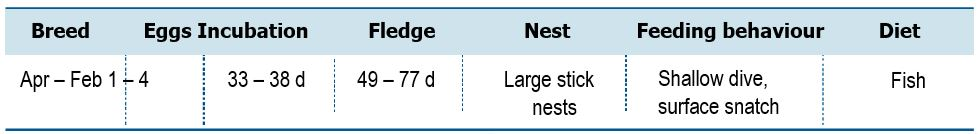 Breed Eggs Incubation Fledge Nest Feeding behaviour Diet
Apr – Feb 1 – 4 33 – 38 d 49 – 77 d Large stick nests Shallow dive, surface snatch Fish